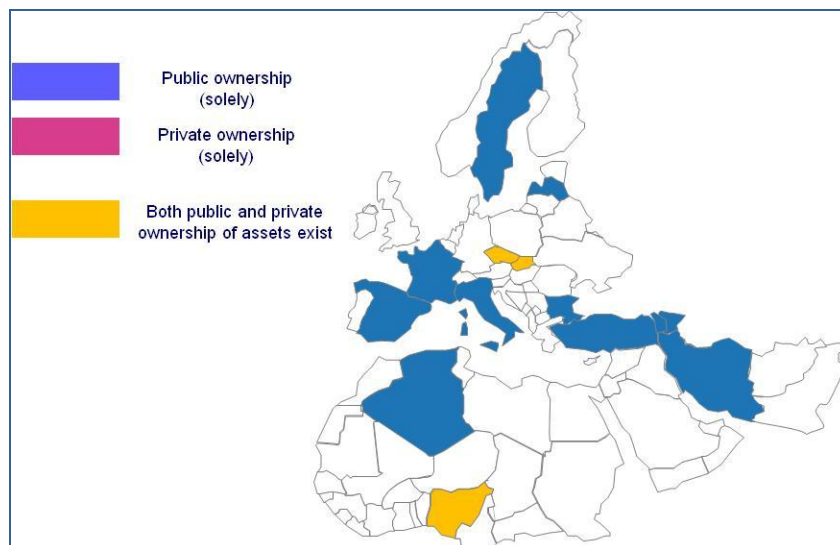 Public ownership
(solely)
Private ownership
(solely)
Both public and private
ownership of assets exist